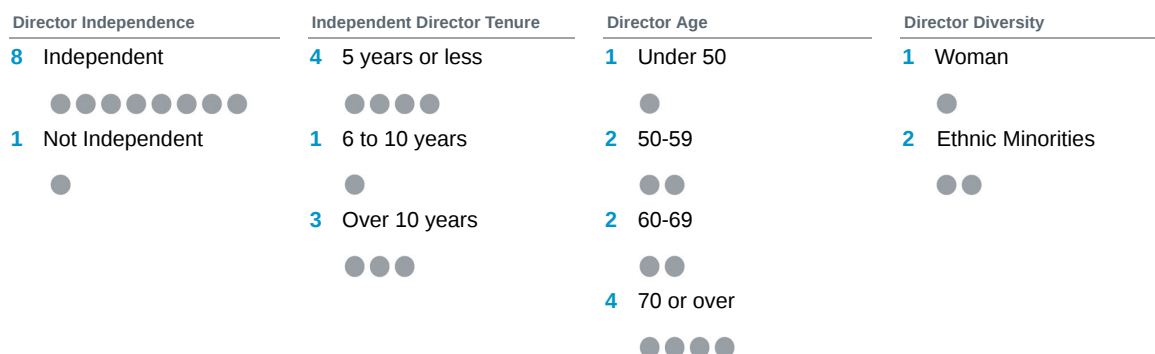 Director Independence
8 Independent
1 Not Independent
Independent Director Tenure
4 5 years or less
1 6 to 10 years
3 Over 10 years
Director Age
1 Under 50
2 50-59
2 60-69
4 70 or over
Director Diversity
1 Woman
2 Ethnic Minorities